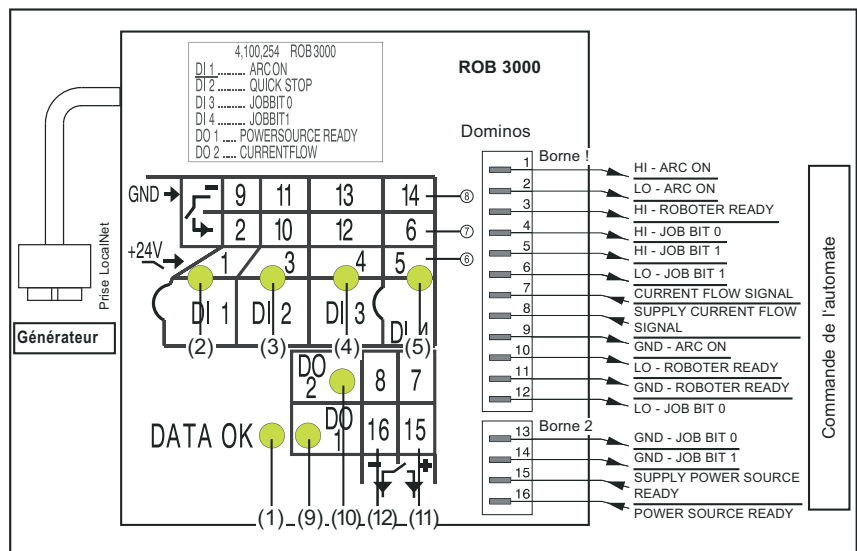 4,100,254 ROB 3000
DI 1 ......... ARC ON
DI 2 ......... QUICK STOP
DI 3 ......... JOBBIT 0
DI 4 ......... JOBBIT1
DO 1 .... POWERSOURCE READY
DO 2 .... CURRENTFLOW
ROB 3000
Dominos
Borne !
1
2
3
4
5
6
7
8
9
10
11
12
HI - ARC ON
LO - ARC ON
HI - ROBOTER READY
HI - JOB BIT 0
HI - JOB BIT 1
LO - JOB BIT 1
CURRENT FLOW SIGNAL
SUPPLY CURRENT FLOW
SIGNAL
GND - ARC ON
LO - ROBOTER READY
GND - ROBOTER READY
LO - JOB BIT 0
Borne 2
13
14
15
16
GND - JOB BIT 0
GND - JOB BIT 1
SUPPLY POWER SOURCE
READY
POWER SOURCE READY
Commande de l'automate
Prise LocalNet
Générateur
GND 9 11 13 14 ⑧
2 10 12 6 ⑦
+24V 1 3 4 5 ⑥
DI 1 DI 2 DI 3 DI 4
(2) (3) (4) (5)
DO 2 8 7
DATA OK DO 1 16 15
- +
(1) (9) (10) (12) (11)